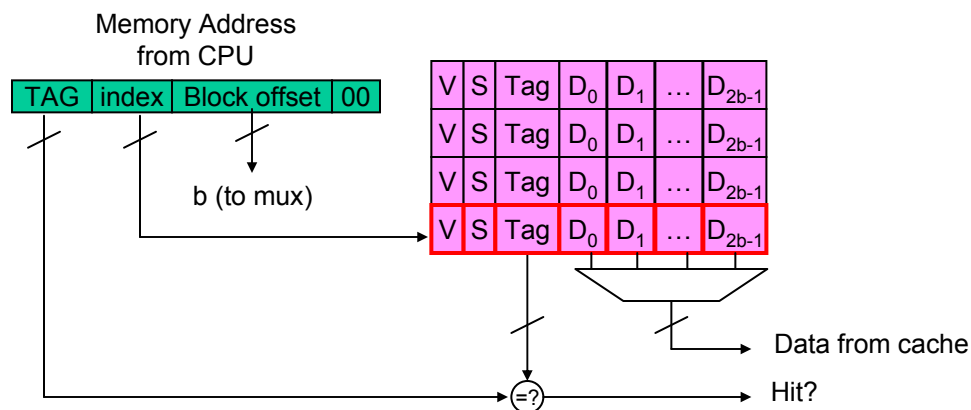 Memory Address
from CPU
TAG index Block offset 00
b (to mux)
V S Tag D0 D1 … D2b-1
V S Tag D0 D1 … D2b-1
V S Tag D0 D1 … D2b-1
V S Tag D0 D1 … D2b-1
Data from cache
=?
Hit?